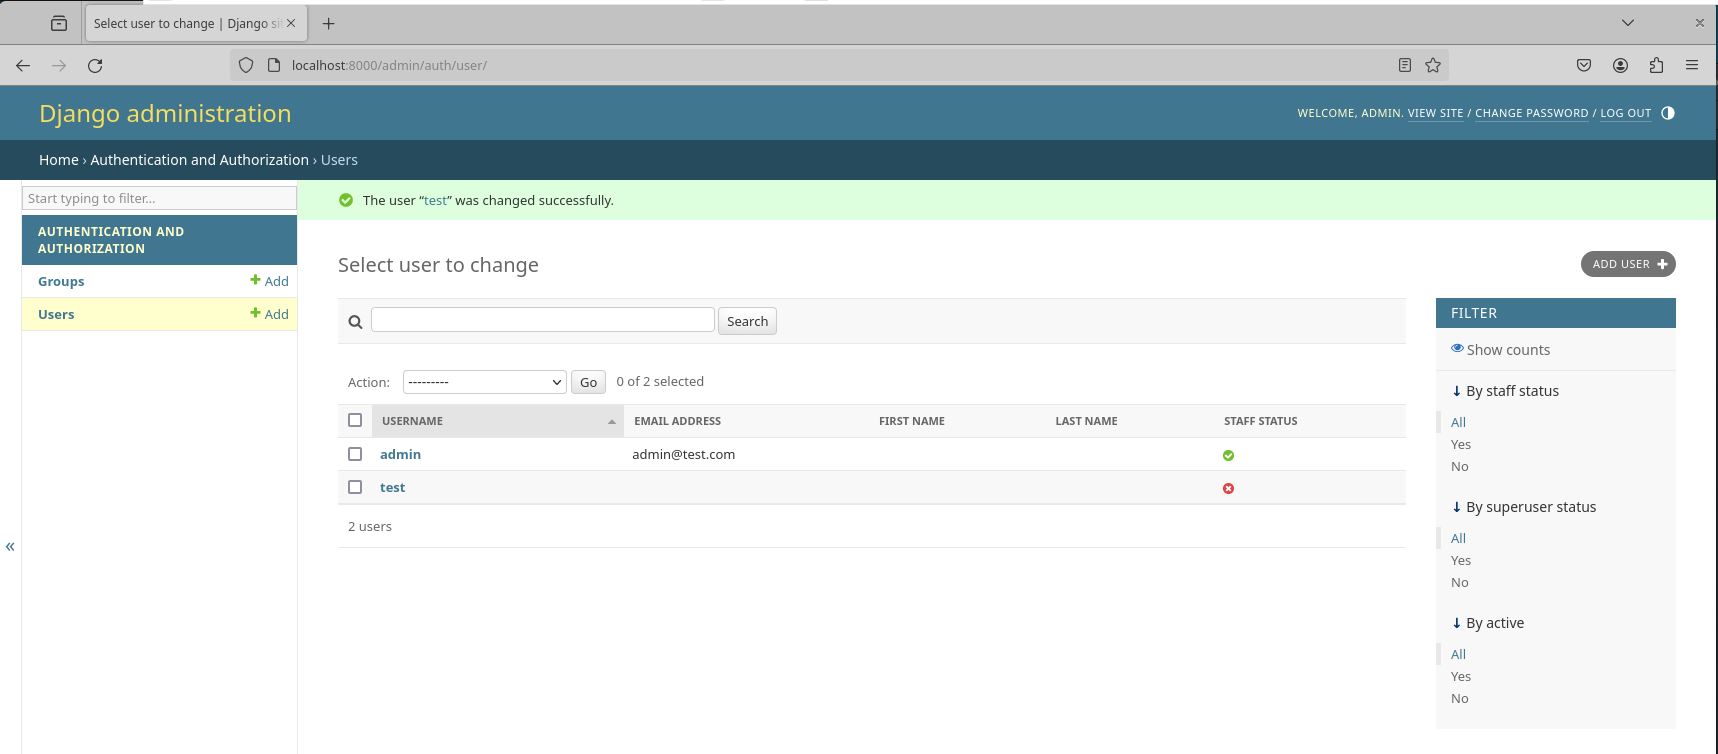 Select user to change | Django si
localhost:8000/admin/auth/user/
Django administration
WELCOME, ADMIN. VIEW SITE / CHANGE PASSWORD / LOG OUT
Home › Authentication and Authorization › Users
Start typing to filter...
AUTHENTICATION AND
AUTHORIZATION
Groups
+ Add
Users
+ Add
The user “test” was changed successfully.
Select user to change
ADD USER +
Search
Action:
---------
Go
0 of 2 selected
USERNAME EMAIL ADDRESS FIRST NAME LAST NAME STAFF STATUS
admin admin@test.com
test
2 users
«
FILTER
Show counts
↓ By staff status
All
Yes
No
↓ By superuser status
All
Yes
No
↓ By active
All
Yes
No